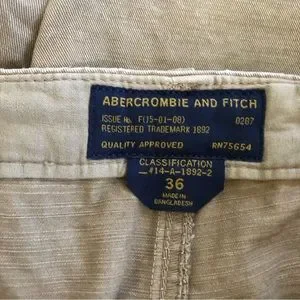 ABERCROMBIE AND FITCH
ISSUE No. F(15-01-08) 0287
REGISTERED TRADEMARK 1892
QUALITY APPROVED RN75654
CLASSIFICATION
#14-A-1892-2
36
MADE IN
BANGLADESH